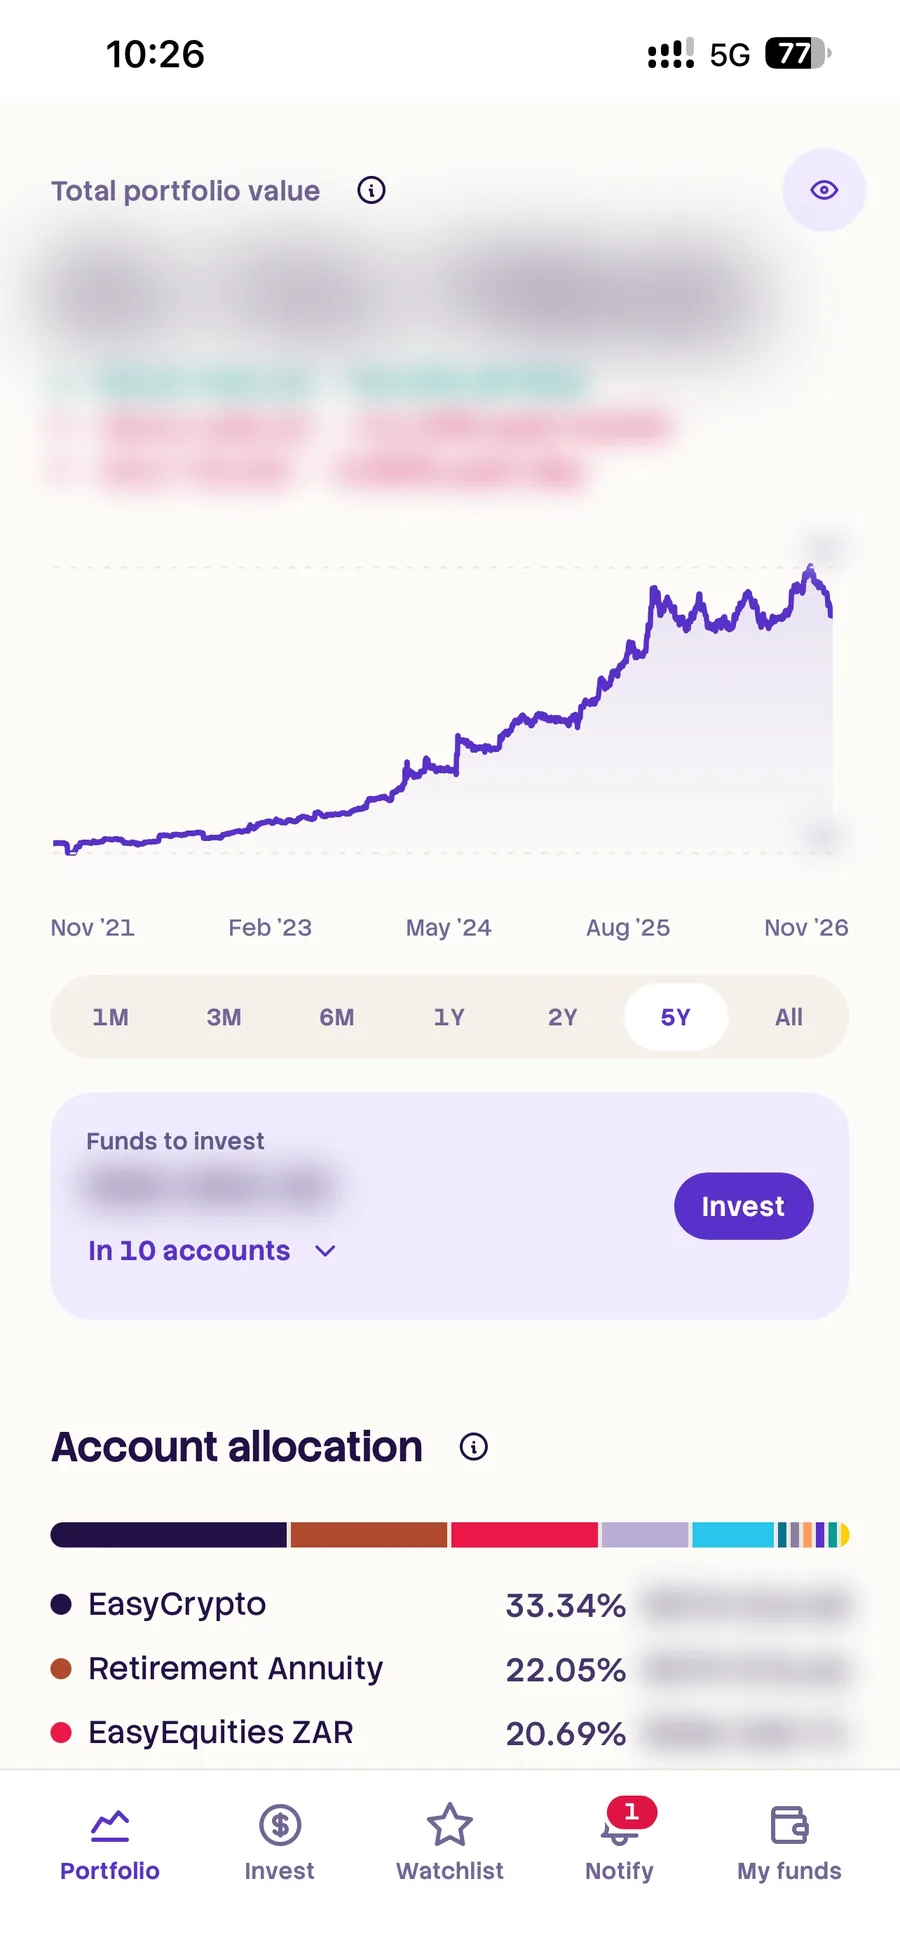 10:26 5G 77
Total portfolio value
Nov ’21 Feb ’23 May ’24 Aug ’25 Nov ’26
1M 3M 6M 1Y 2Y 5Y All
Funds to invest
Invest
In 10 accounts
Account allocation
EasyCrypto 33.34%
Retirement Annuity 22.05%
EasyEquities ZAR 20.69%
1
Portfolio Invest Watchlist Notify My funds